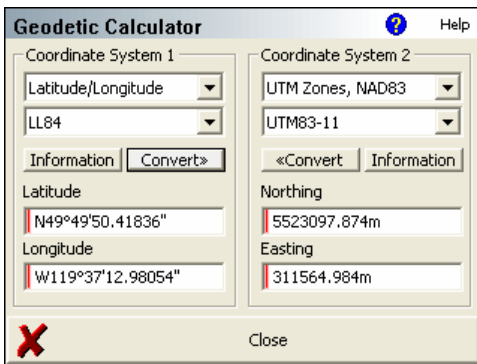 Geodetic Calculator
? Help
Coordinate System 1
Latitude/Longitude
LL84
Information Convert»
Latitude
N49°49'50.41836"
Longitude
W119°37'12.98054"
Coordinate System 2
UTM Zones, NAD83
UTM83-11
«Convert Information
Northing
5523097.874m
Easting
311564.984m
Close